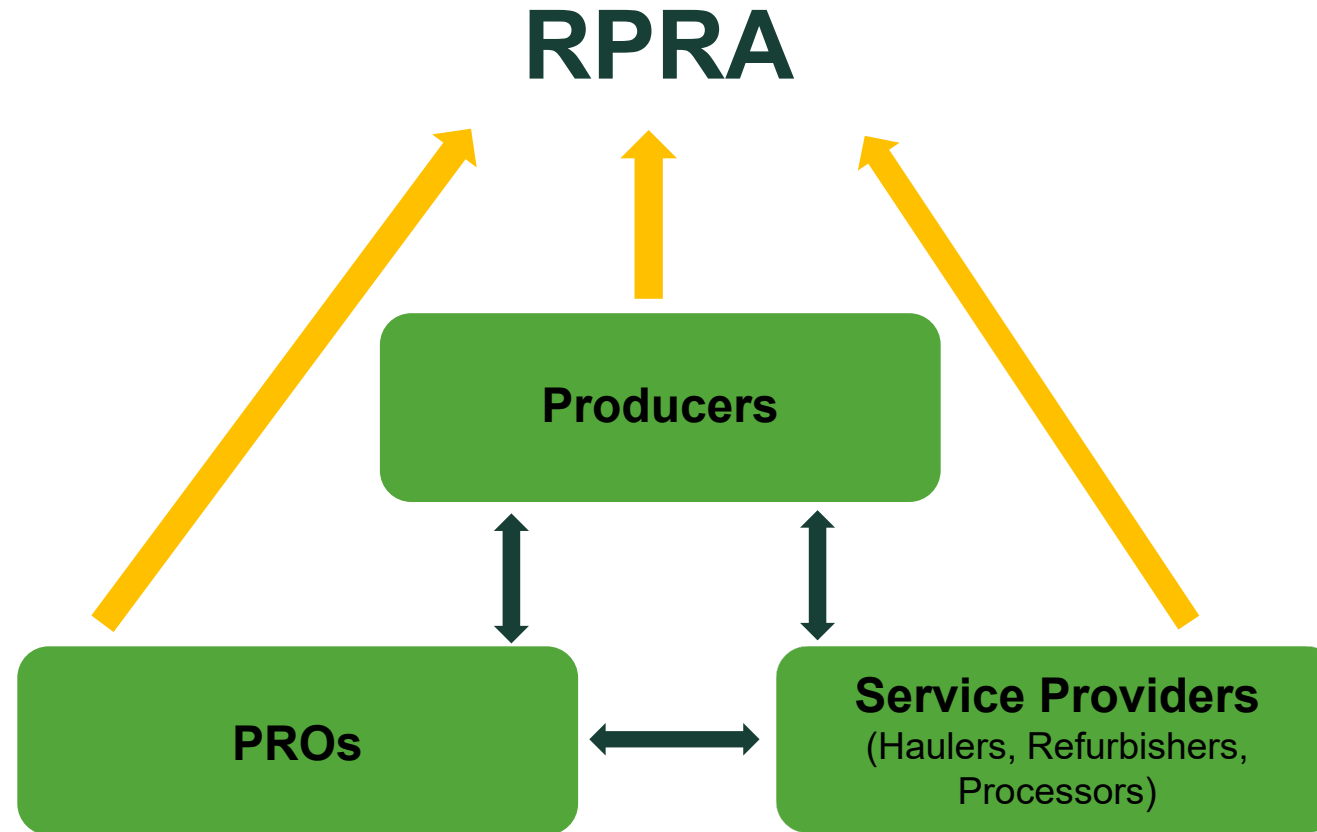 RPRA
Producers
PROs
Service Providers
(Haulers, Refurbishers,
Processors)